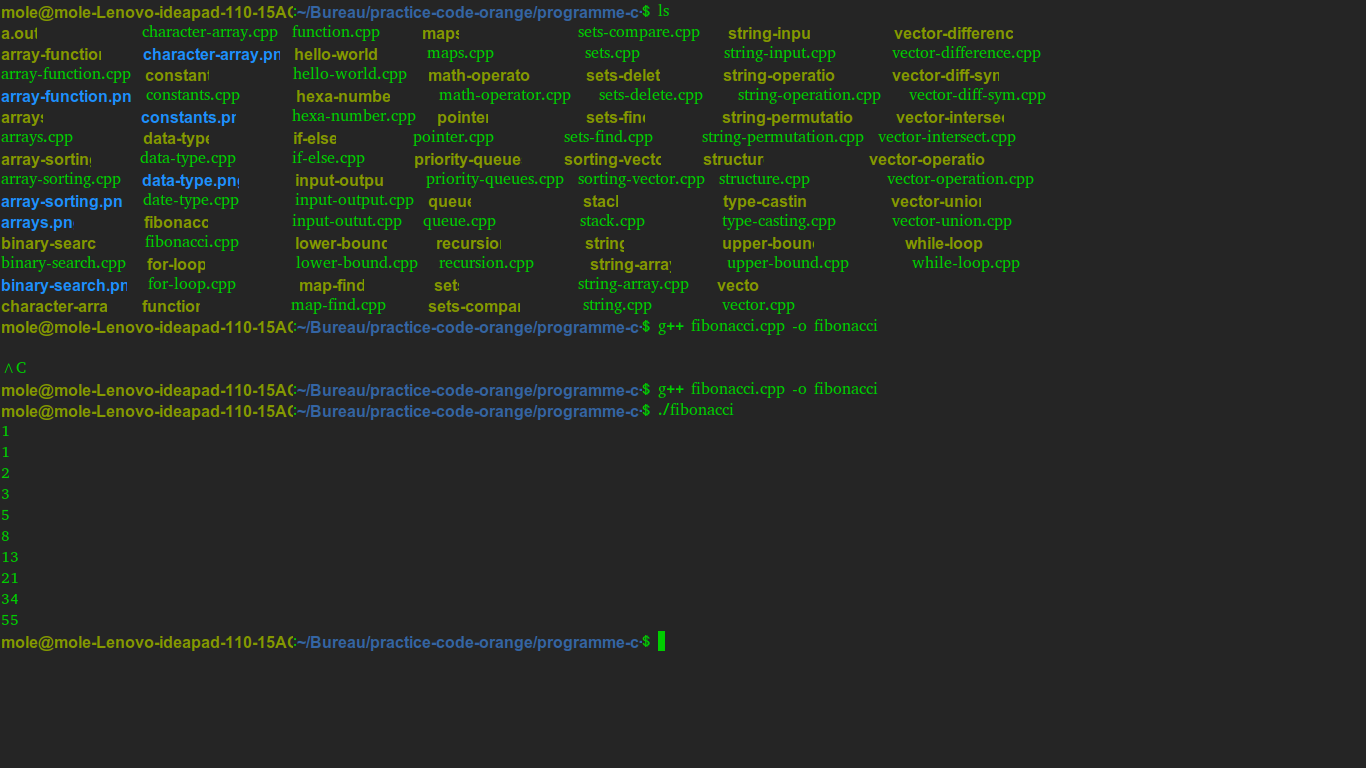 mole@mole-Lenovo-ideapad-110-15AC:~/Bureau/practice-code-orange/programme-c$ ls
a.out character-array.cpp function.cpp maps sets-compare.cpp string-inpu vector-differenc
array-function character-array.pn hello-world maps.cpp sets.cpp string-input.cpp vector-difference.cpp
array-function.cpp constant hello-world.cpp math-operato sets-delet string-operatio vector-diff-sym
array-function.pn constants.cpp hexa-numbe math-operator.cpp sets-delete.cpp string-operation.cpp vector-diff-sym.cpp
arrays constants.pn hexa-number.cpp pointer sets-find string-permutatio vector-intersec
arrays.cpp data-type if-else pointer.cpp sets-find.cpp string-permutation.cpp vector-intersect.cpp
array-sorting data-type.cpp if-else.cpp priority-queue sorting-vecto structur vector-operatio
array-sorting.cpp data-type.png input-outpu priority-queues.cpp sorting-vector.cpp structure.cpp vector-operation.cpp
array-sorting.pn date-type.cpp input-output.cpp queue stack type-castin vector-union
arrays.png fibonacc input-outut.cpp queue.cpp stack.cpp type-casting.cpp vector-union.cpp
binary-searc fibonacci.cpp lower-bound recursion string upper-boun while-loop
binary-search.cpp for-loop lower-bound.cpp recursion.cpp string-array upper-bound.cpp while-loop.cpp
binary-search.pn for-loop.cpp map-find sets string-array.cpp vecto
character-arra function map-find.cpp sets-compar string.cpp vector.cpp
mole@mole-Lenovo-ideapad-110-15AC:~/Bureau/practice-code-orange/programme-c$ g++ fibonacci.cpp -o fibonacci
^C
mole@mole-Lenovo-ideapad-110-15AC:~/Bureau/practice-code-orange/programme-c$ g++ fibonacci.cpp -o fibonacci
mole@mole-Lenovo-ideapad-110-15AC:~/Bureau/practice-code-orange/programme-c$ ./fibonacci
1
1
2
3
5
8
13
21
34
55
mole@mole-Lenovo-ideapad-110-15AC:~/Bureau/practice-code-orange/programme-c$